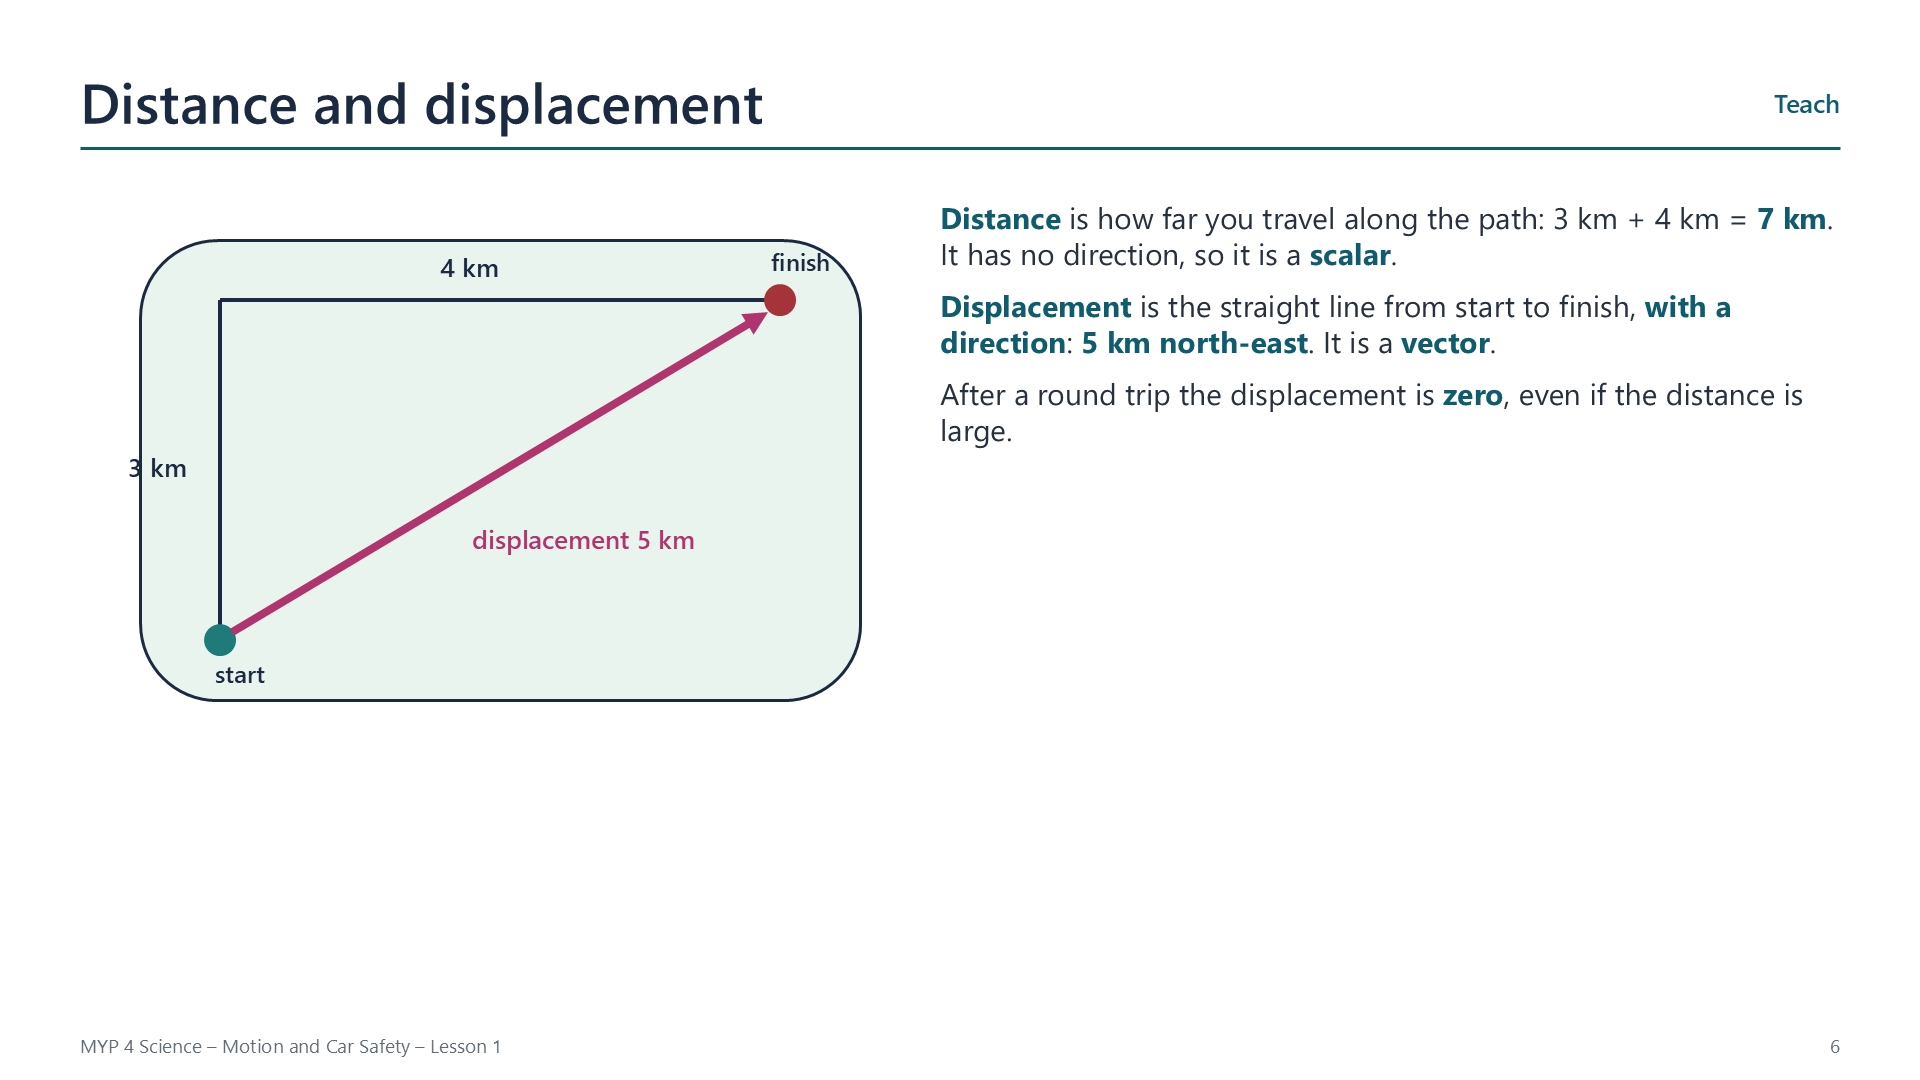 Distance and displacement
Teach
4 km
finish
3 km
displacement 5 km
start
Distance is how far you travel along the path: 3 km + 4 km = 7 km.
It has no direction, so it is a scalar.
Displacement is the straight line from start to finish, with a
direction: 5 km north-east. It is a vector.
After a round trip the displacement is zero, even if the distance is
large.
MYP 4 Science – Motion and Car Safety – Lesson 1
6